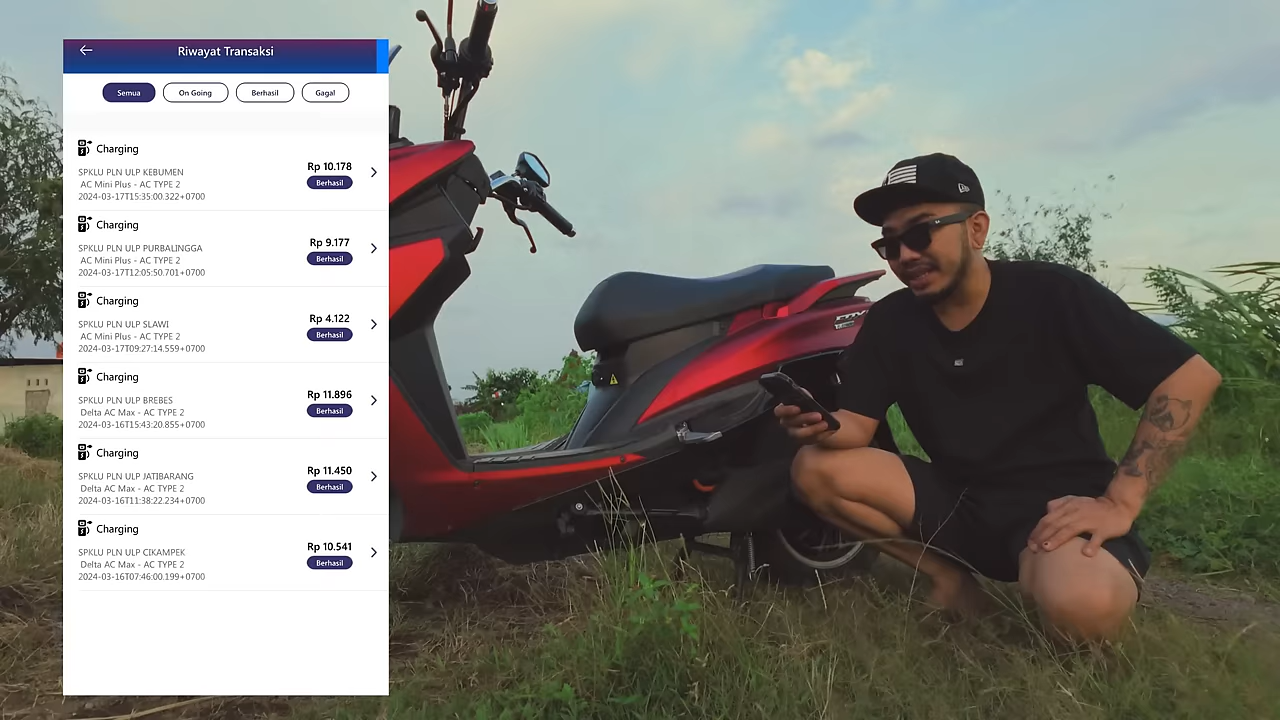 Riwayat Transaksi
Semua
On Going
Berhasil
Gagal
Charging
SPKLU PLN ULP KEBUMEN
AC Mini Plus - AC TYPE 2
2024-03-17T15:35:00.322+0700
Rp 10.178
Berhasil
Charging
SPKLU PLN ULP PURBALINGGA
AC Mini Plus - AC TYPE 2
2024-03-17T12:05:50.701+0700
Rp 9.177
Berhasil
Charging
SPKLU PLN ULP SLAWI
AC Mini Plus - AC TYPE 2
2024-03-17T09:27:14.559+0700
Rp 4.122
Berhasil
Charging
SPKLU PLN ULP BREBES
Delta AC Max - AC TYPE 2
2024-03-16T15:43:20.855+0700
Rp 11.896
Berhasil
Charging
SPKLU PLN ULP JATIBARANG
Delta AC Max - AC TYPE 2
2024-03-16T11:38:22.234+0700
Rp 11.450
Berhasil
Charging
SPKLU PLN ULP CIKAMPEK
Delta AC Max - AC TYPE 2
2024-03-16T07:46:00.199+0700
Rp 10.541
Berhasil